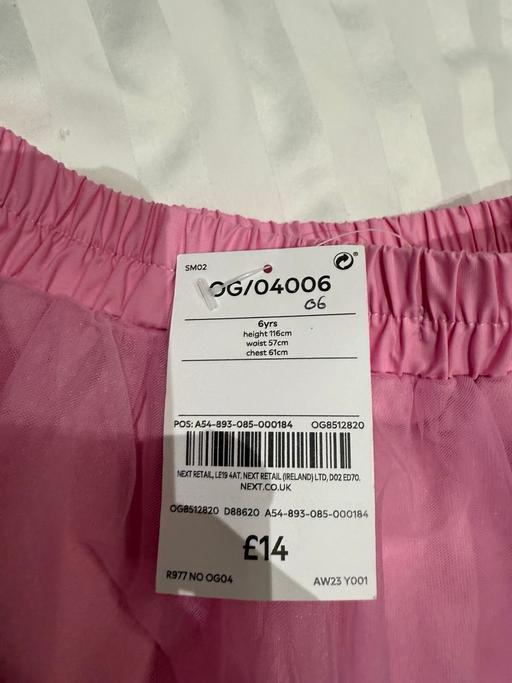 SM02
OG/04006
06
6yrs
height 116cm
waist 57cm
chest 61cm
POS: A54-893-085-000184 OG8512820
NEXT RETAIL, LE19 4AT. NEXT RETAIL (IRELAND) LTD, D02 ED70.
NEXT.CO.UK
OG8512820 D88620 A54-893-085-000184
£14
R977 NO OG04 AW23 Y001